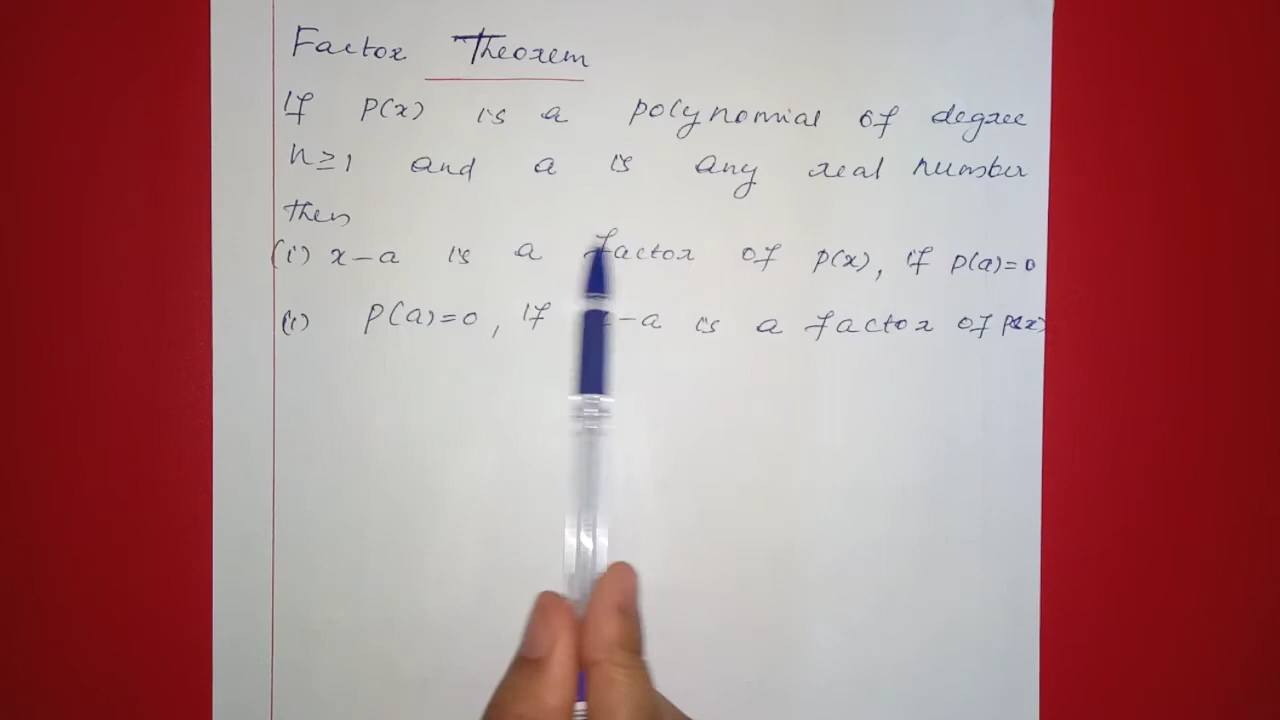 Factor Theorem
If P(x) is a polynomial of degree
n≥1 and a is any real number
then
(i) x-a is a factor of p(x), if p(a)=0
(i) P(a)=0, if -a is a factor of p(x)